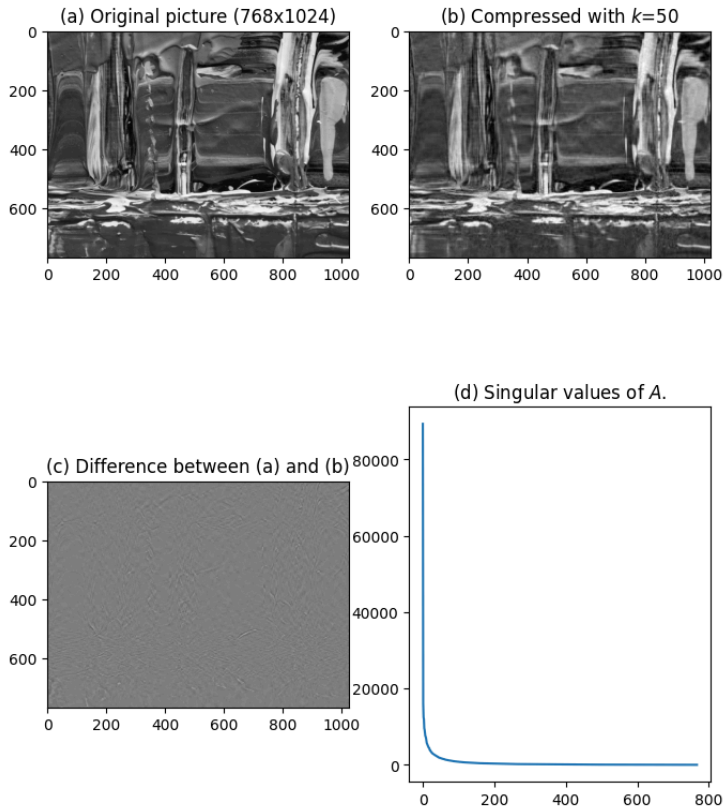 (a) Original picture (768x1024)
(b) Compressed with k=50
0
200
400
600
0 200 400 600 800 1000
0
200
400
600
0 200 400 600 800 1000
(c) Difference between (a) and (b)
0
200
400
600
0 200 400 600 800 1000
(d) Singular values of A.
80000
60000
40000
20000
0
0 200 400 600 800